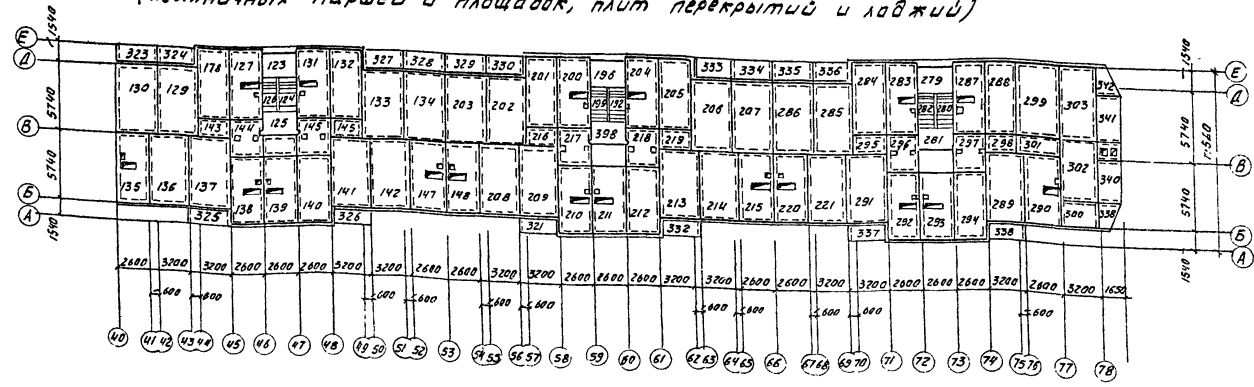 (лестничных маршей и площадок, плит перекрытий и лоджий)
Е Д В Б А
1540 5740 5740 1540
323 324 178 127 123 131 132 327 328 329 330 201 200 196 204 333 334 335 336 284 283 279 287 288 342
130 129 126 124 133 134 203 202 199 192 205 206 207 286 285 282 280 299 303 341
143 144 125 145 145 216 217 398 218 219 295 296 281 297 298 301
135 136 137 141 142 147 148 208 209 213 214 215 220 221 291 289 290 302 340
138 139 140 210 211 212 292 293 294 300 338
325 326 321 332 337 338
Е Д В Б А
1540 5740 5740 1540
2600 3200 3200 2600 2600 2600 3200 3200 2600 2600 3200 3200 2600 2600 2600 3200 3200 2600 2600 3200 3200 2600 2600 2600 3200 2600 3200 1650
600 600 600 600 600 600 600 600 600 600 600
40 41 42 43 44 45 46 47 48 49 50 51 52 53 54 55 56 57 58 59 60 61 62 63 64 65 66 67 68 69 70 71 72 73 74 75 76 77 78